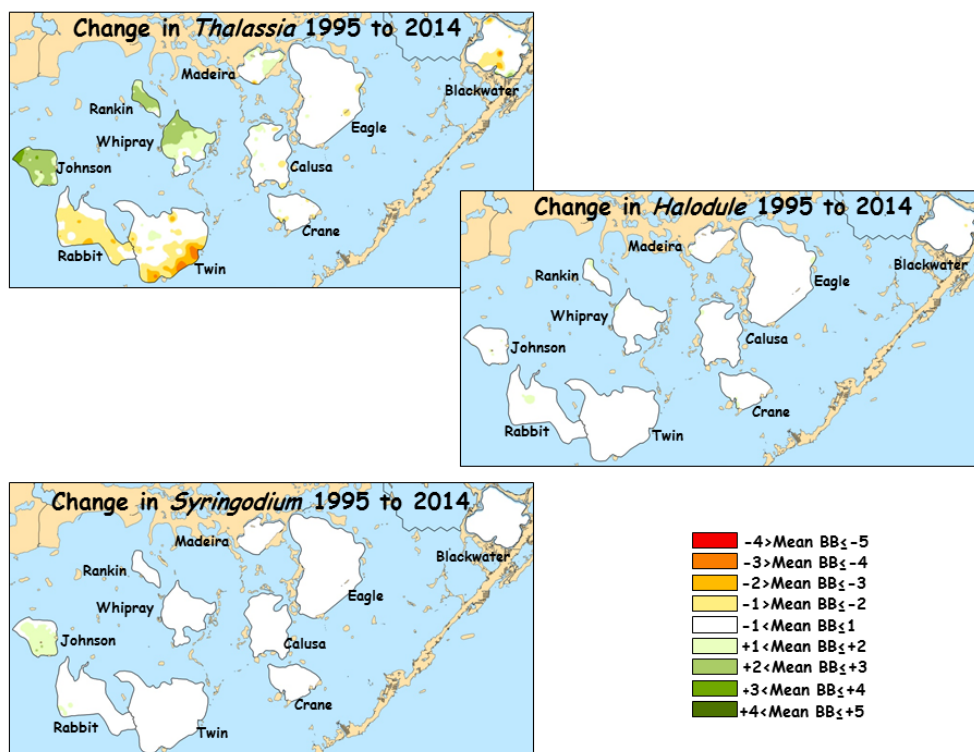 Change in Thalassia 1995 to 2014
Madeira
Blackwater
Rankin
Whipray
Eagle
Johnson
Calusa
Rabbit
Twin
Crane
Change in Halodule 1995 to 2014
Madeira
Rankin
Blackwater
Eagle
Whipray
Calusa
Johnson
Rabbit
Twin
Crane
Change in Syringodium 1995 to 2014
Madeira
Blackwater
Rankin
Eagle
Whipray
Johnson
Calusa
Rabbit
Twin
Crane
-4>Mean BB≤-5
-3>Mean BB≤-4
-2>Mean BB≤-3
-1>Mean BB≤-2
-1<Mean BB≤1
+1<Mean BB≤+2
+2<Mean BB≤+3
+3<Mean BB≤+4
+4<Mean BB≤+5